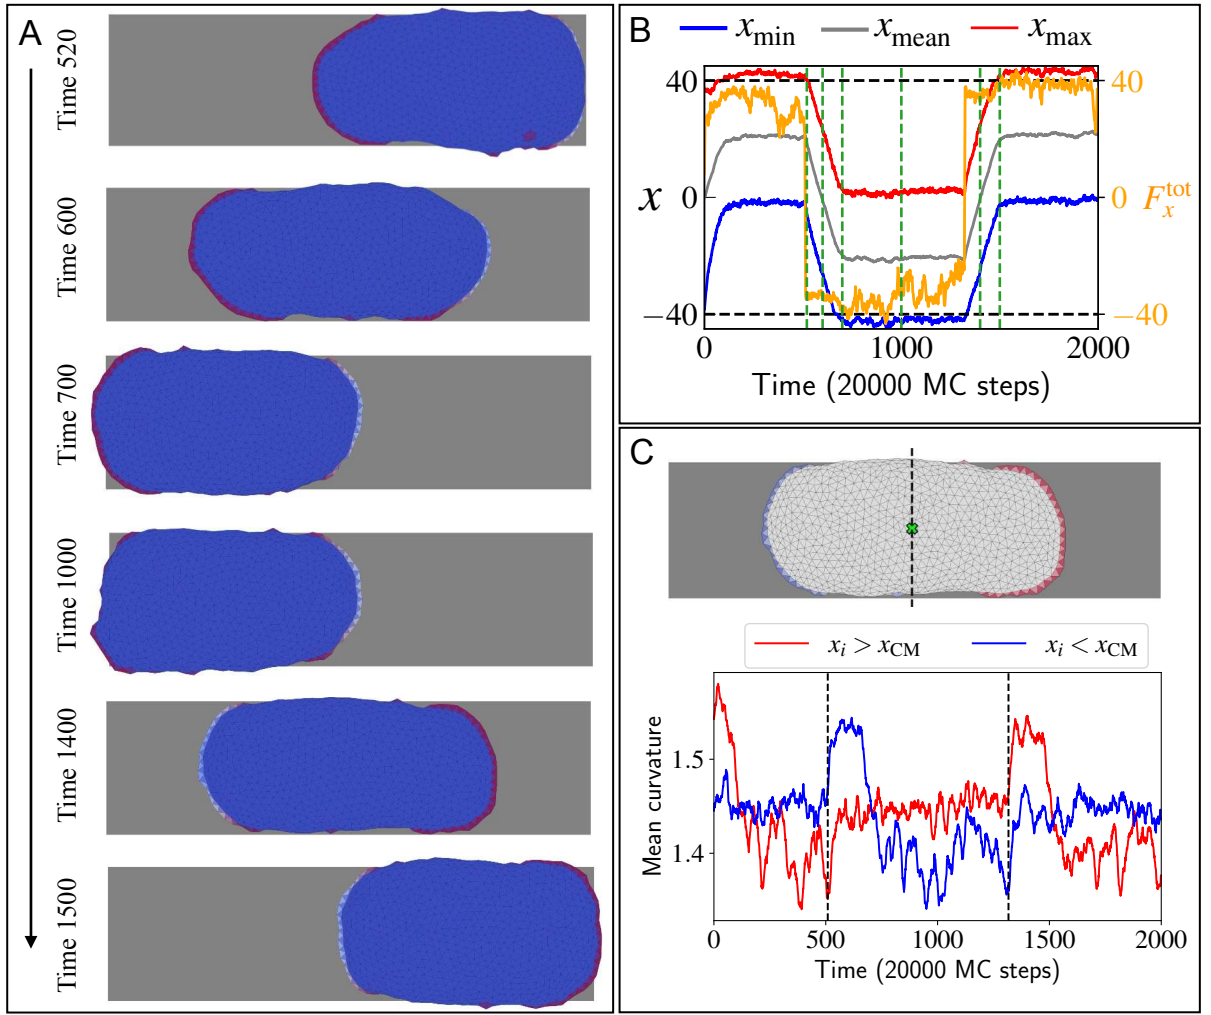 A
Time 520
Time 600
Time 700
Time 1000
Time 1400
Time 1500
B
x_min x_mean x_max
40 40
x 0 0 F_x^tot
−40 −40
0 1000 2000
Time (20000 MC steps)
C
x_i > x_CM x_i < x_CM
Mean curvature
1.5
1.4
0 500 1000 1500 2000
Time (20000 MC steps)